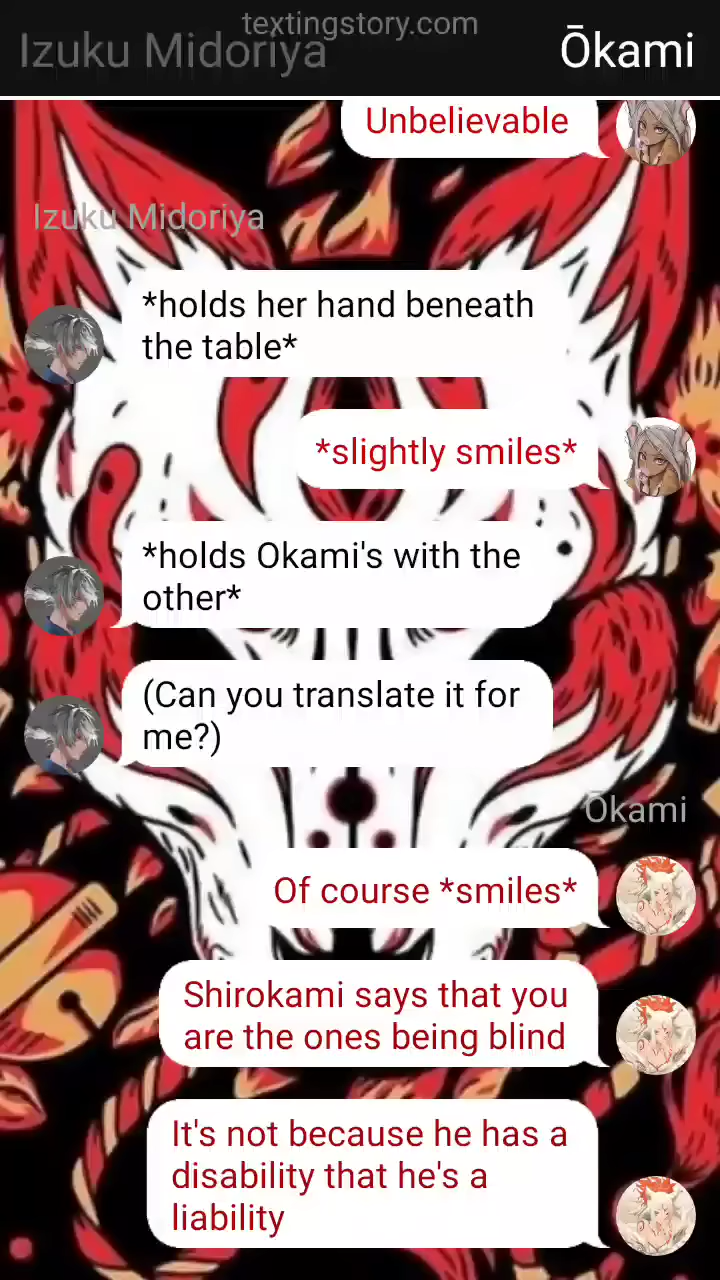 textingstory.com
Izuku Midoriya
Ōkami
Unbelievable
Izuku Midoriya
*holds her hand beneath
the table*
*slightly smiles*
*holds Okami's with the
other*
(Can you translate it for
me?)
Ōkami
Of course *smiles*
Shirokami says that you
are the ones being blind
It's not because he has a
disability that he's a
liability